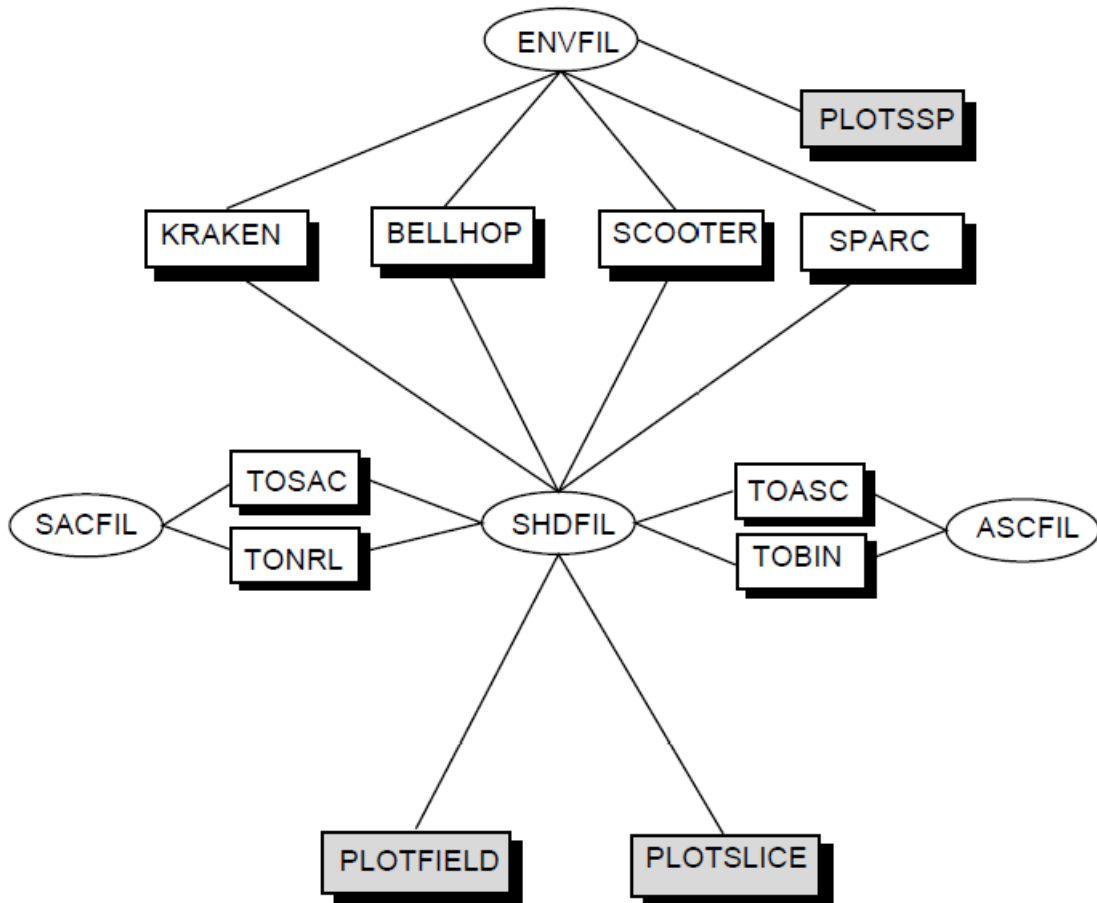 ENVFIL
PLOTSSP
KRAKEN
BELLHOP
SCOOTER
SPARC
TOSAC
TOASC
SACFIL
SHDFIL
ASCFIL
TONRL
TOBIN
PLOTFIELD
PLOTSLICE